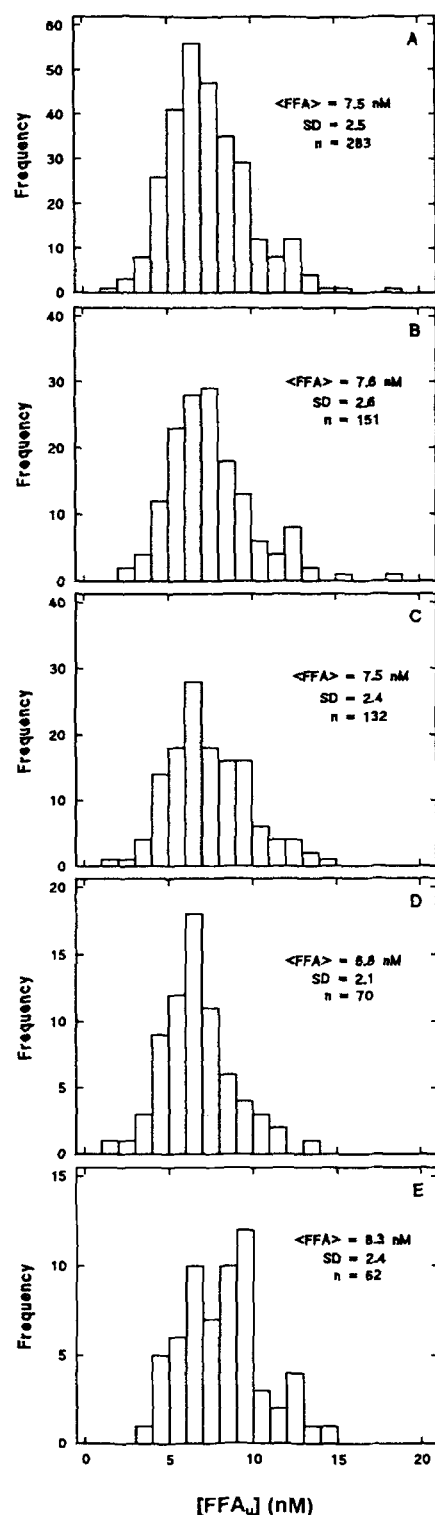 A
60
50
40
30
20
10
0
Frequency
<FFA> = 7.5 nM
SD = 2.5
n = 283
B
40
30
20
10
0
Frequency
<FFA> = 7.6 nM
SD = 2.6
n = 151
C
40
30
20
10
0
Frequency
<FFA> = 7.5 nM
SD = 2.4
n = 132
D
20
15
10
5
0
Frequency
<FFA> = 6.8 nM
SD = 2.1
n = 70
E
15
10
5
0
Frequency
<FFA> = 8.3 nM
SD = 2.4
n = 62
0 5 10 15 20
[FFAu] (nM)